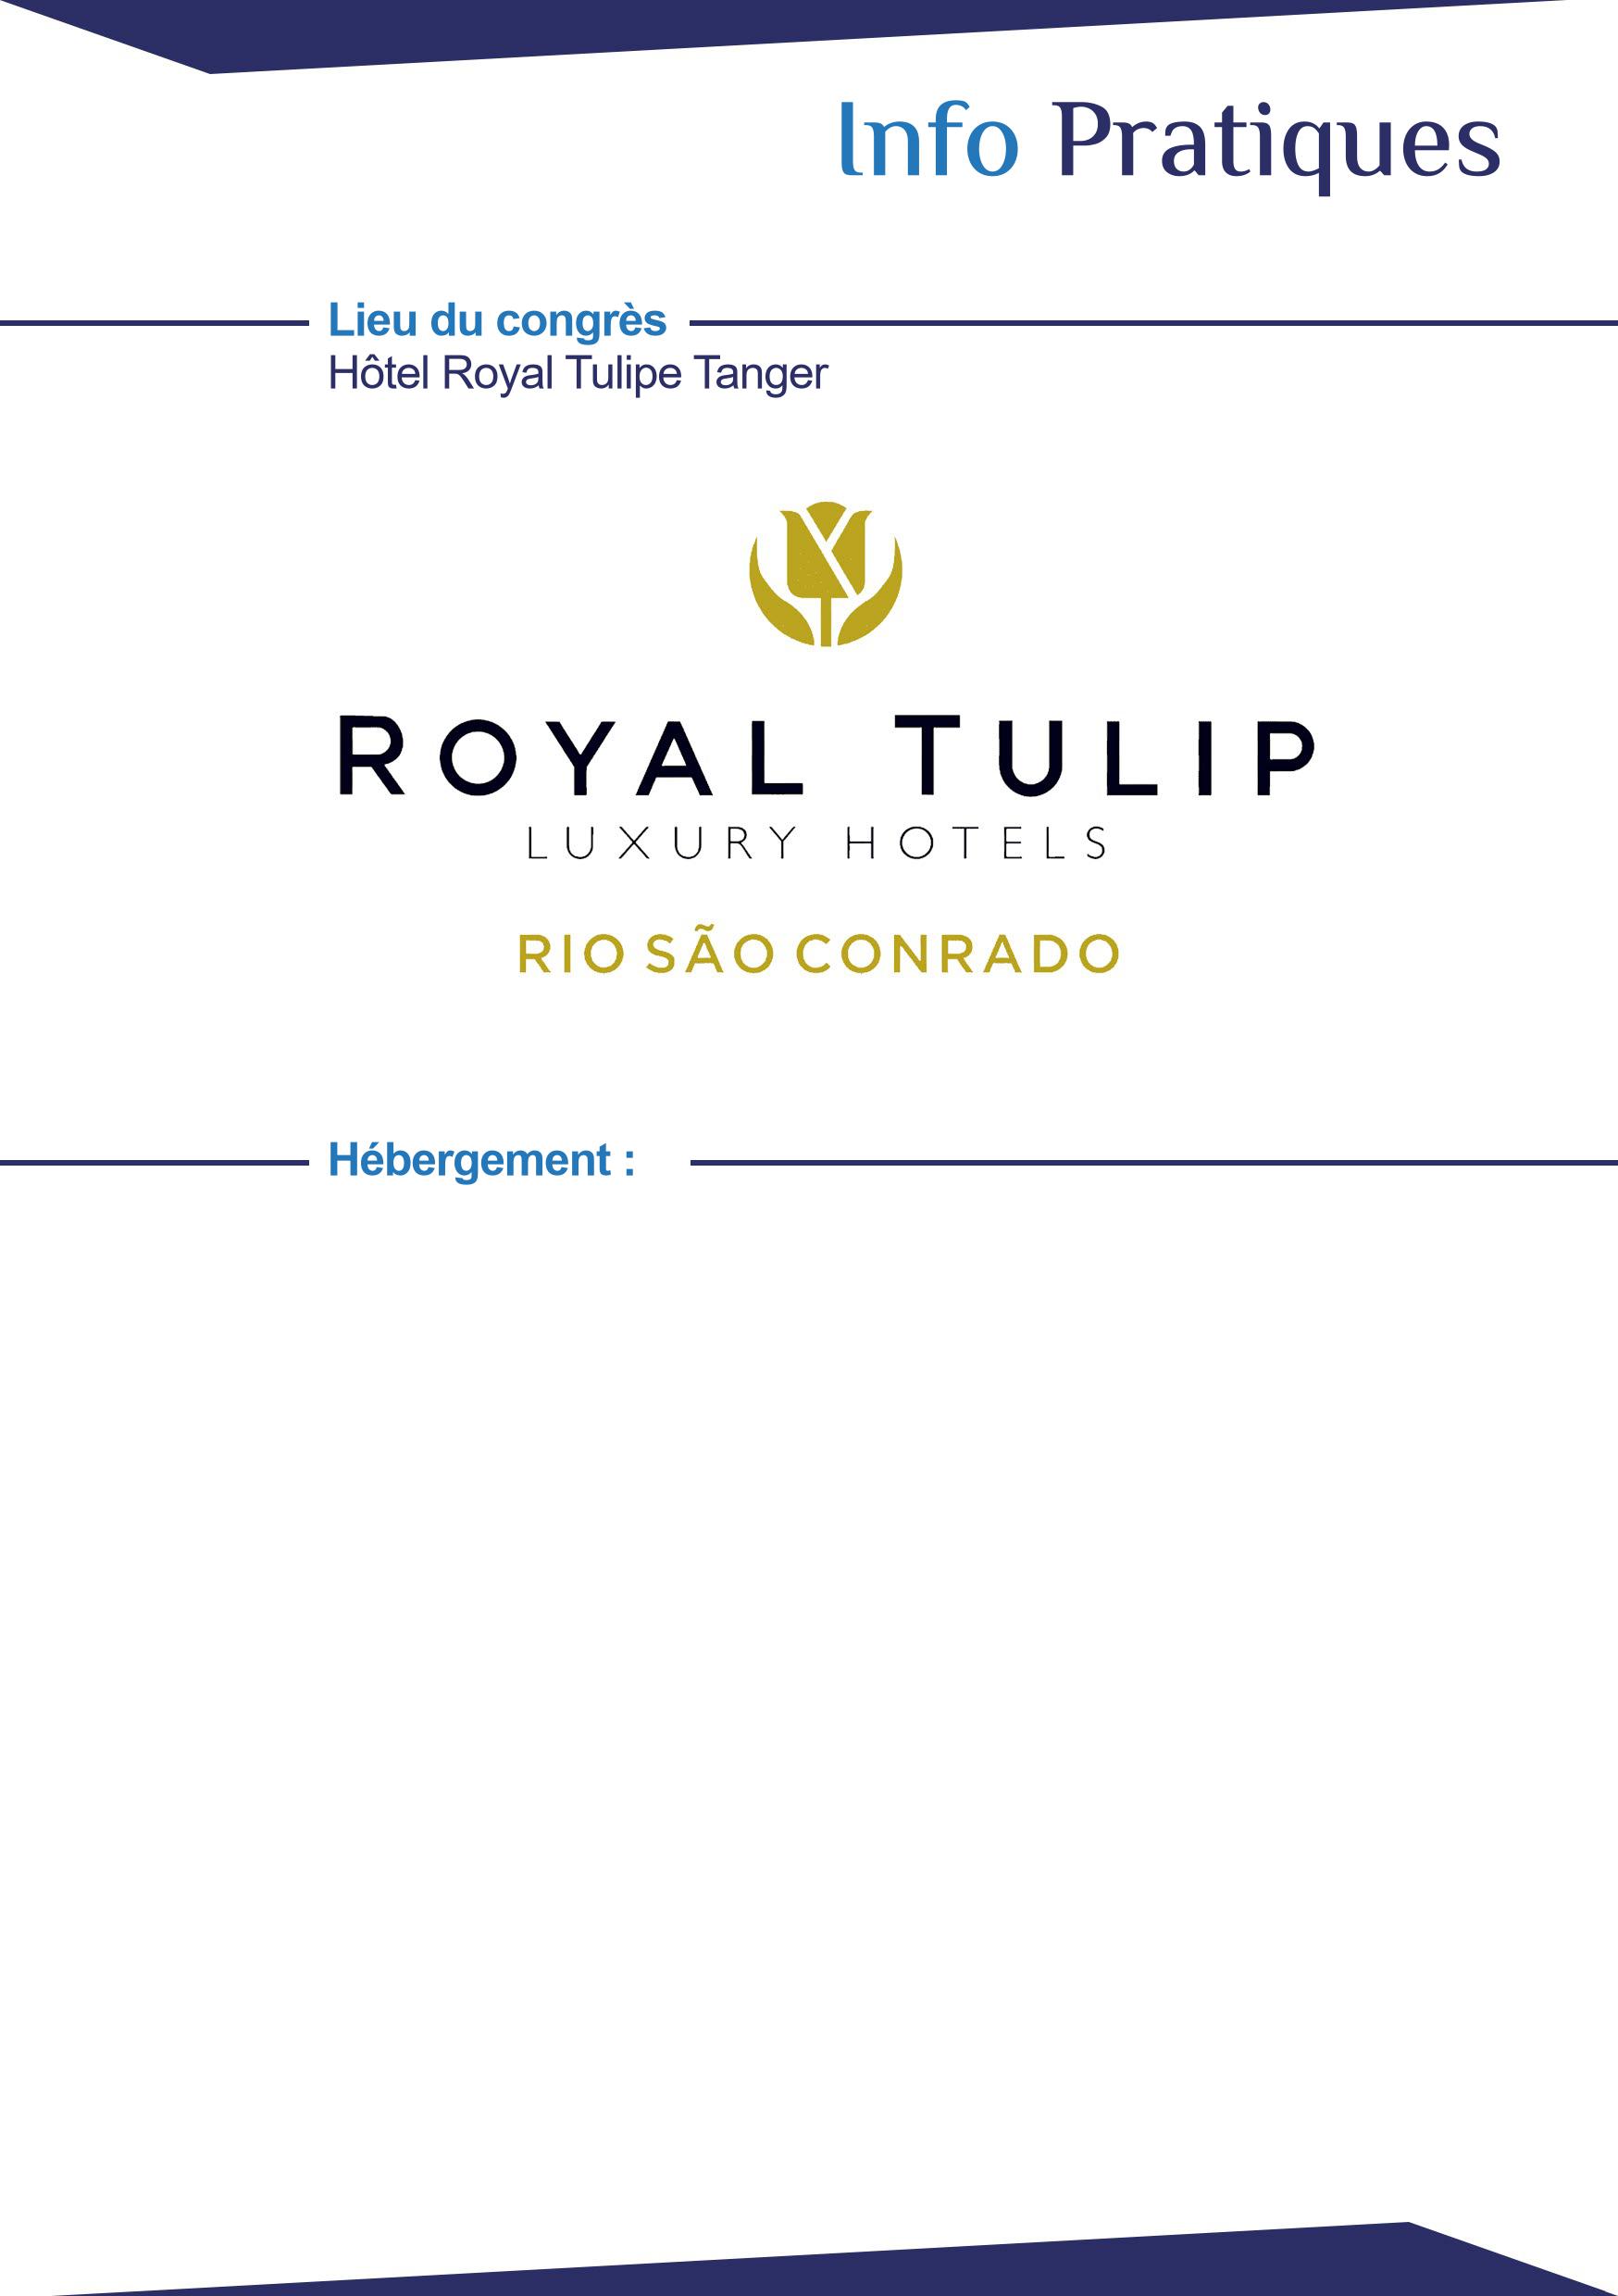 Info Pratiques
Lieu du congrès
Hôtel Royal Tulipe Tanger
ROYAL TULIP
LUXURY HOTELS
RIO SÃO CONRADO
Hébergement :